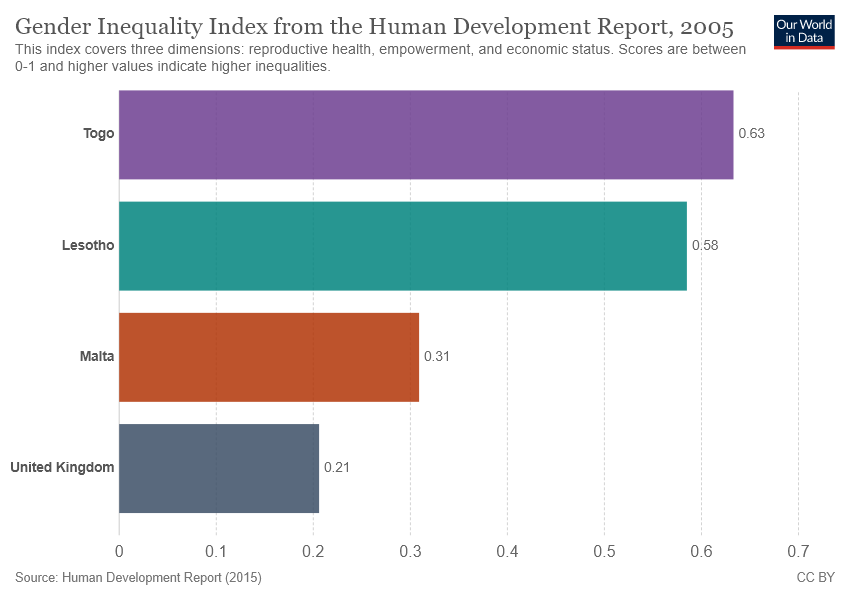 Gender Inequality Index from the Human Development Report, 2005
Our World
in Data
This index covers three dimensions: reproductive health, empowerment, and economic status. Scores are between
0-1 and higher values indicate higher inequalities.
Togo
0.63
Lesotho
0.58
Malta
0.31
United Kingdom
0.21
0 0.1 0.2 0.3 0.4 0.5 0.6 0.7
Source: Human Development Report (2015)
CC BY